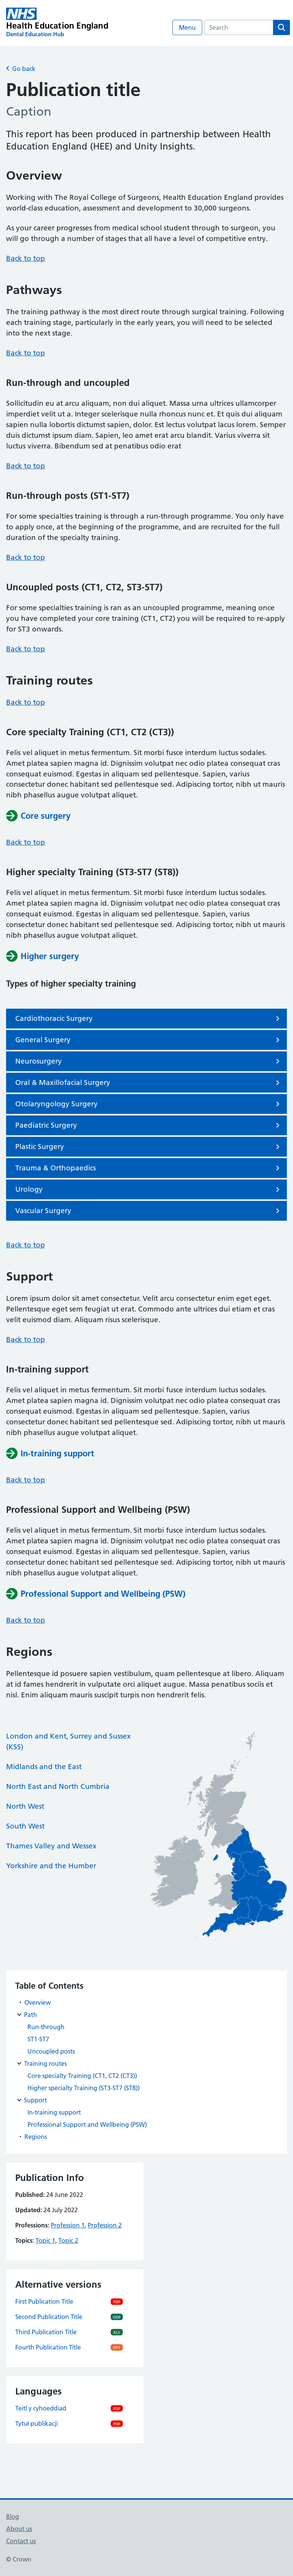 NHS
Health Education England
Dental Education Hub
Menu
Search
Go back
Publication title
Caption
This report has been produced in partnership between Health
Education England (HEE) and Unity Insights.
Overview
Working with The Royal College of Surgeons, Health Education England provides
world-class education, assessment and development to 30,000 surgeons.
As your career progresses from medical school student through to surgeon, you
will go through a number of stages that all have a level of competitive entry.
Back to top
Pathways
The training pathway is the most direct route through surgical training. Following
each training stage, particularly in the early years, you will need to be selected
into the next stage.
Back to top
Run-through and uncoupled
Sollicitudin eu at arcu aliquam, non dui aliquet. Massa urna ultrices ullamcorper
imperdiet velit ut a. Integer scelerisque nulla rhoncus nunc et. Et quis dui aliquam
sapien nulla lobortis dictumst sapien, dolor. Est lectus volutpat lacus lorem. Semper
duis dictumst ipsum diam. Sapien, leo amet erat arcu blandit. Varius viverra sit
luctus viverra. Bibendum sed at penatibus odio erat
Back to top
Run-through posts (ST1-ST7)
For some specialties training is through a run-through programme. You only have
to apply once, at the beginning of the programme, and are recruited for the full
duration of the specialty training.
Back to top
Uncoupled posts (CT1, CT2, ST3-ST7)
For some specialties training is ran as an uncoupled programme, meaning once
you have completed your core training (CT1, CT2) you will be required to re-apply
for ST3 onwards.
Back to top
Training routes
Back to top
Core specialty Training (CT1, CT2 (CT3))
Felis vel aliquet in metus fermentum. Sit morbi fusce interdum luctus sodales.
Amet platea sapien magna id. Dignissim volutpat nec odio platea consequat cras
consequat euismod. Egestas in aliquam sed pellentesque. Sapien, varius
consectetur donec habitant sed pellentesque sed. Adipiscing tortor, nibh ut mauris
nibh phasellus augue volutpat aliquet.
Core surgery
Back to top
Higher specialty Training (ST3-ST7 (ST8))
Felis vel aliquet in metus fermentum. Sit morbi fusce interdum luctus sodales.
Amet platea sapien magna id. Dignissim volutpat nec odio platea consequat cras
consequat euismod. Egestas in aliquam sed pellentesque. Sapien, varius
consectetur donec habitant sed pellentesque sed. Adipiscing tortor, nibh ut mauris
nibh phasellus augue volutpat aliquet.
Higher surgery
Types of higher specialty training
Cardiothoracic Surgery
General Surgery
Neurosurgery
Oral & Maxillofacial Surgery
Otolaryngology Surgery
Paediatric Surgery
Plastic Surgery
Trauma & Orthopaedics
Urology
Vascular Surgery
Back to top
Support
Lorem ipsum dolor sit amet consectetur. Velit arcu consectetur enim eget eget.
Pellentesque eget sem feugiat ut erat. Commodo ante ultrices dui etiam et cras
velit euismod diam. Aliquam risus scelerisque.
Back to top
In-training support
Felis vel aliquet in metus fermentum. Sit morbi fusce interdum luctus sodales.
Amet platea sapien magna id. Dignissim volutpat nec odio platea consequat cras
consequat euismod. Egestas in aliquam sed pellentesque. Sapien, varius
consectetur donec habitant sed pellentesque sed. Adipiscing tortor, nibh ut mauris
nibh phasellus augue volutpat aliquet.
In-training support
Back to top
Professional Support and Wellbeing (PSW)
Felis vel aliquet in metus fermentum. Sit morbi fusce interdum luctus sodales.
Amet platea sapien magna id. Dignissim volutpat nec odio platea consequat cras
consequat euismod. Egestas in aliquam sed pellentesque. Sapien, varius
consectetur donec habitant sed pellentesque sed. Adipiscing tortor, nibh ut mauris
nibh phasellus augue volutpat aliquet.
Professional Support and Wellbeing (PSW)
Back to top
Regions
Pellentesque id posuere sapien vestibulum, quam pellentesque at libero. Aliquam
at id fames hendrerit in vulputate orci aliquet augue. Massa penatibus sociis et
nisl. Enim aliquam mauris suscipit turpis non hendrerit felis.
London and Kent, Surrey and Sussex
(KSS)
Midlands and the East
North East and North Cumbria
North West
South West
Thames Valley and Wessex
Yorkshire and the Humber
Table of Contents
Overview
Path
Run-through
ST1-ST7
Uncoupled posts
Training routes
Core specialty Training (CT1, CT2 (CT3))
Higher specialty Training (ST3-ST7 (ST8))
Support
In-training support
Professional Support and Wellbeing (PSW)
Regions
Publication Info
Published: 24 June 2022
Updated: 24 July 2022
Professions: Profession 1, Profession 2
Topics: Topic 1, Topic 2
Alternative versions
First Publication Title PDF
Second Publication Title ODF
Third Publication Title XLS
Fourth Publication Title PPT
Languages
Teitl y cyhoeddiad PDF
Tytuł publikacji PDF
Blog
About us
Contact us
© Crown